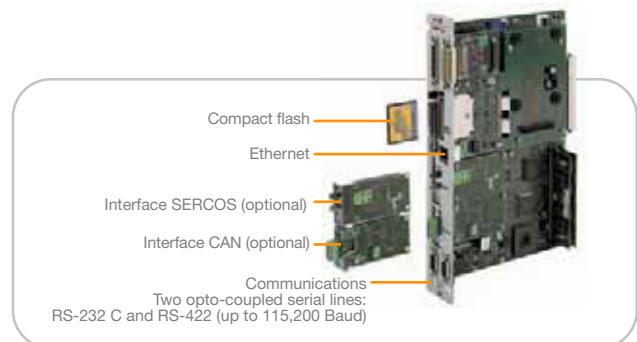 Compact flash
Ethernet
Interface SERCOS (optional)
Interface CAN (optional)
Communications
Two opto-coupled serial lines:
RS-232 C and RS-422 (up to 115,200 Baud)